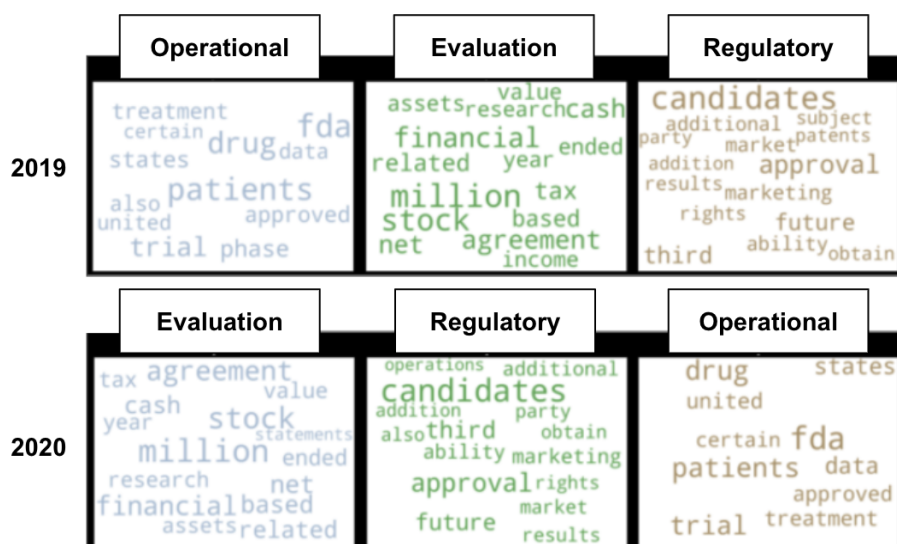 Operational Evaluation Regulatory
2019
treatment
certain
fda
drug
data
states
patients
also
united
approved
trial phase
value
assets
research
cash
financial
ended
related
year
million
tax
stock
based
net
agreement
income
candidates
additional
subject
party
patents
market
addition
approval
results
marketing
rights
future
ability
third
obtain
Evaluation Regulatory Operational
2020
agreement
tax
value
cash
year
stock
statements
million
ended
research
net
financial
based
assets
related
operations
additional
candidates
addition
party
also
third
obtain
ability
marketing
approval
rights
market
future
results
drug
states
united
certain
fda
patients
data
approved
trial
treatment